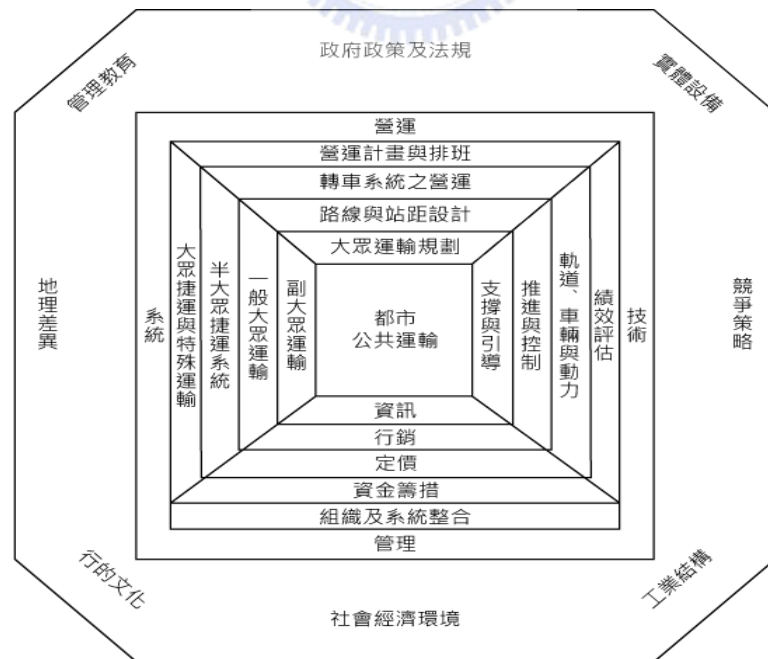 政府政策及法規
管理教育
實體設備
營運
營運計畫與排班
轉車系統之營運
路線與站距設計
大眾運輸規劃
地理差異
系統
大眾捷運與特殊運輸
半大眾捷運系統
一般大眾運輸
副大眾運輸
都市
公共運輸
支撐與引導
推進與控制
軌道、車輛與動力
績效評估
技術
競爭策略
資訊
行銷
定價
資金籌措
組織及系統整合
管理
行的文化
工業結構
社會經濟環境